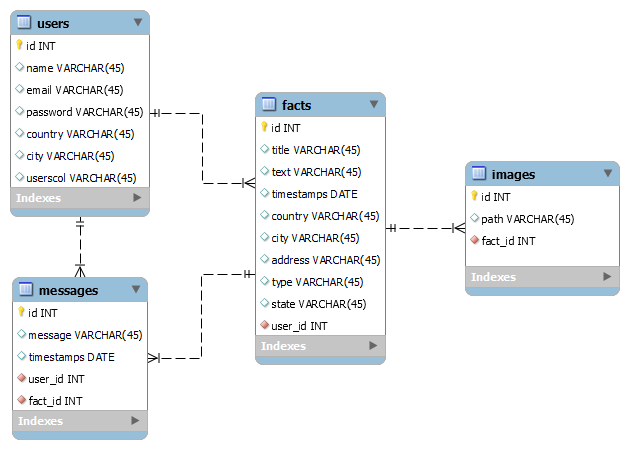 users
id INT
name VARCHAR(45)
email VARCHAR(45)
password VARCHAR(45)
country VARCHAR(45)
city VARCHAR(45)
userscol VARCHAR(45)
Indexes
messages
id INT
message VARCHAR(45)
timestamps DATE
user_id INT
fact_id INT
Indexes
facts
id INT
title VARCHAR(45)
text VARCHAR(45)
timestamps DATE
country VARCHAR(45)
city VARCHAR(45)
address VARCHAR(45)
type VARCHAR(45)
state VARCHAR(45)
user_id INT
Indexes
images
id INT
path VARCHAR(45)
fact_id INT
Indexes